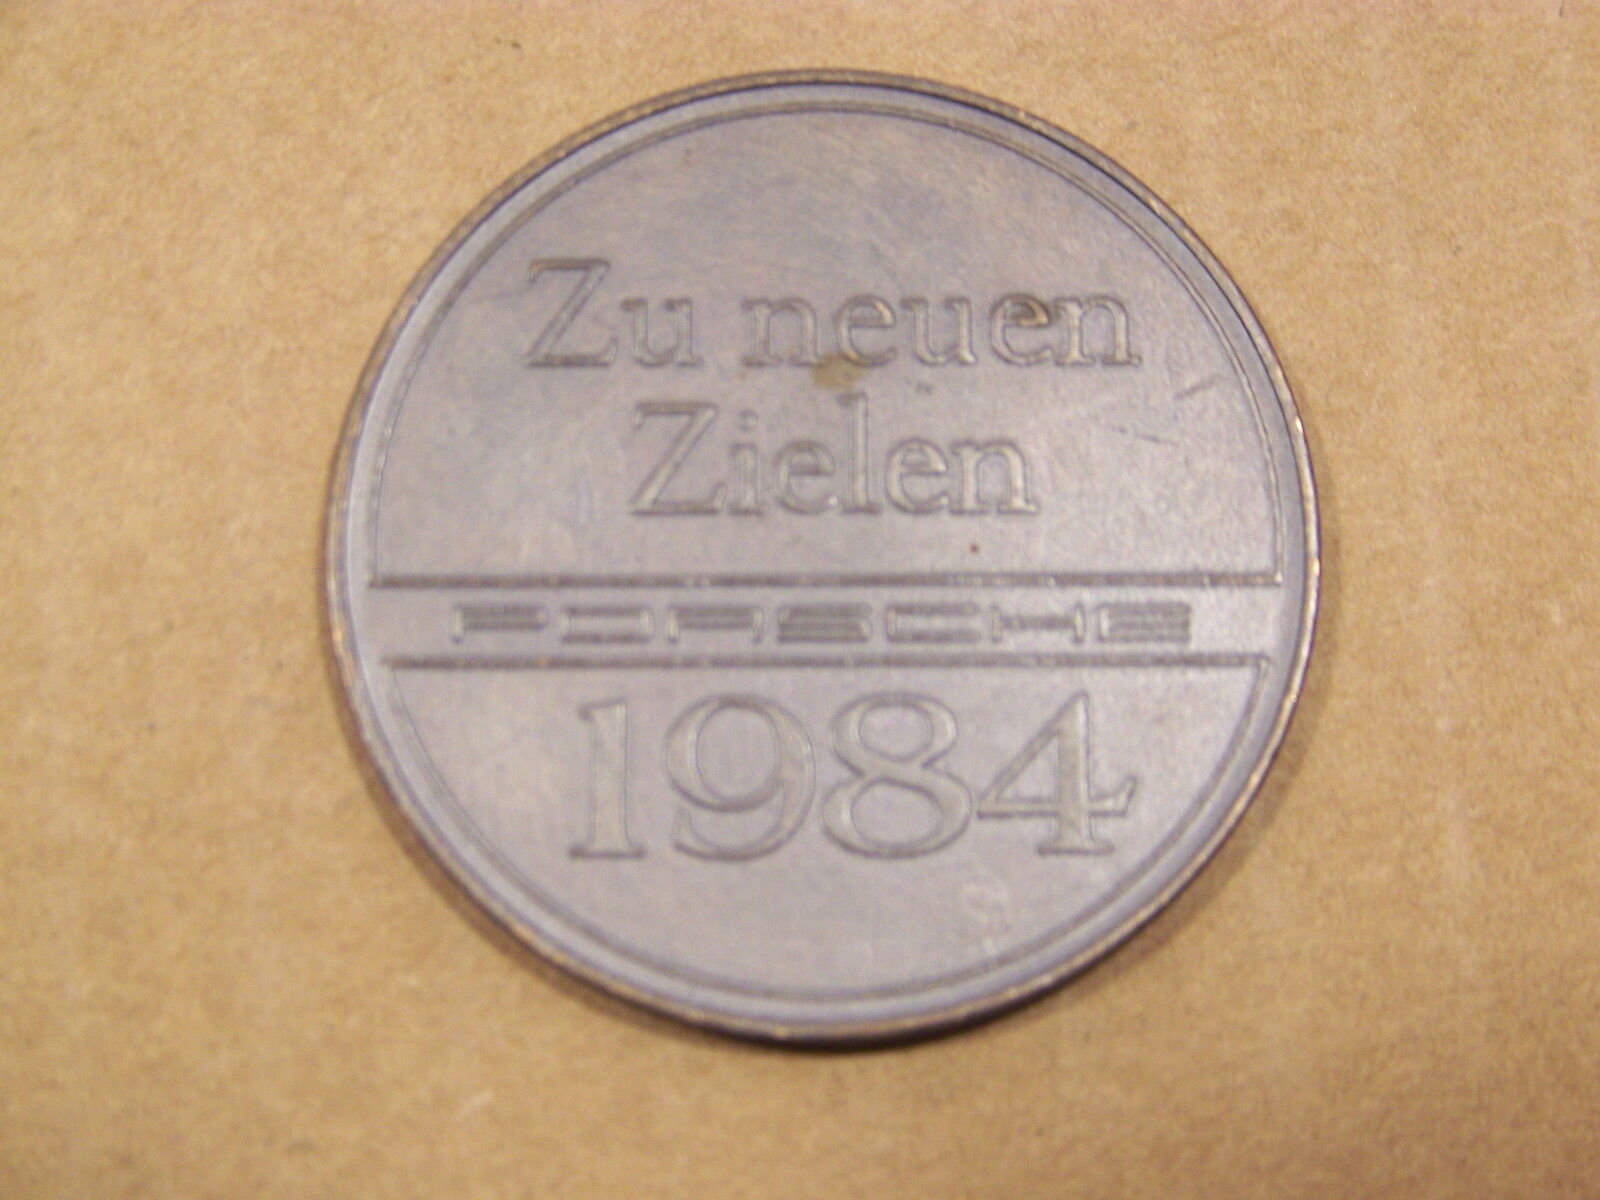 Zu neuen
Zielen
PORSCHE
1984